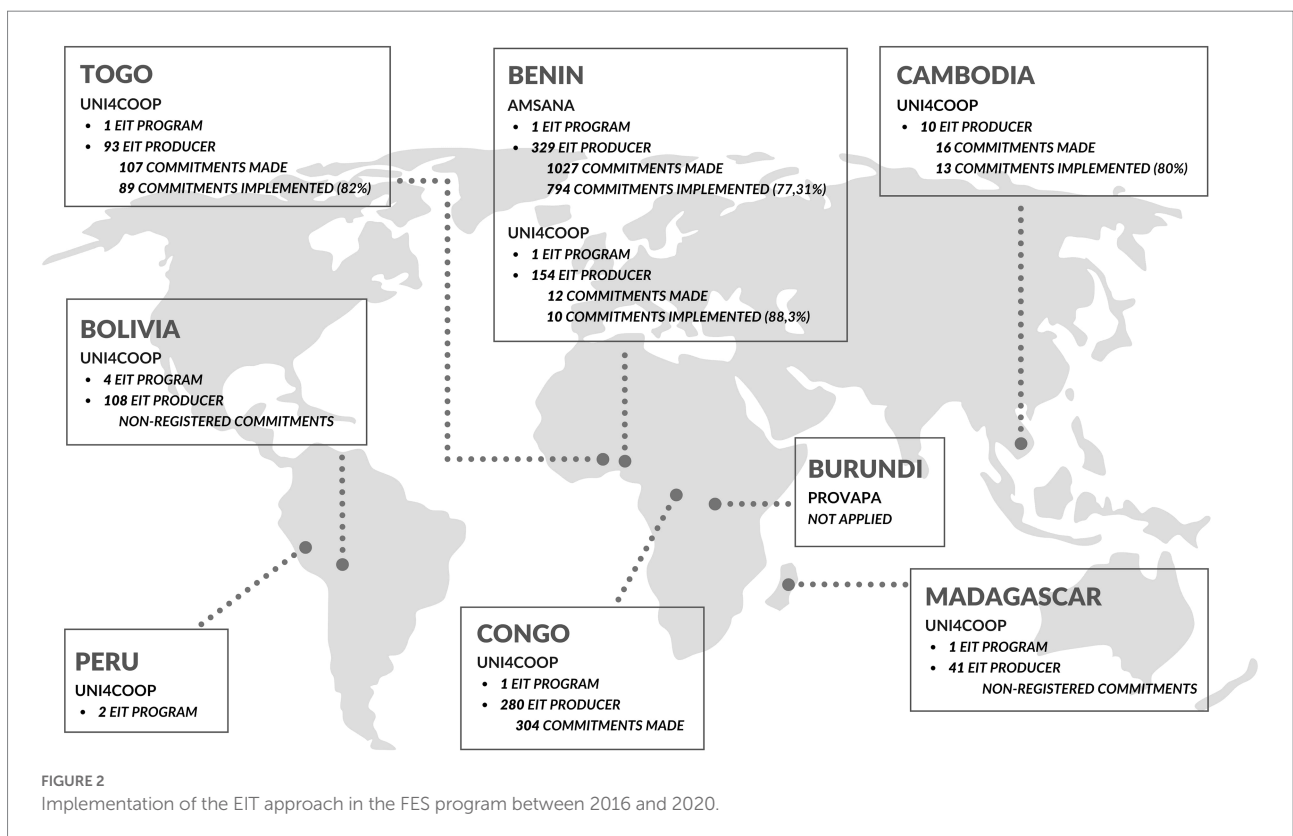 TOGO
UNI4COOP
• 1 EIT PROGRAM
• 93 EIT PRODUCER
107 COMMITMENTS MADE
89 COMMITMENTS IMPLEMENTED (82%)
BENIN
AMSANA
• 1 EIT PROGRAM
• 329 EIT PRODUCER
1027 COMMITMENTS MADE
794 COMMITMENTS IMPLEMENTED (77,31%)
UNI4COOP
• 1 EIT PROGRAM
• 154 EIT PRODUCER
12 COMMITMENTS MADE
10 COMMITMENTS IMPLEMENTED (88,3%)
CAMBODIA
UNI4COOP
• 10 EIT PRODUCER
16 COMMITMENTS MADE
13 COMMITMENTS IMPLEMENTED (80%)
BOLIVIA
UNI4COOP
• 4 EIT PROGRAM
• 108 EIT PRODUCER
NON-REGISTERED COMMITMENTS
BURUNDI
PROVAPA
NOT APPLIED
MADAGASCAR
UNI4COOP
• 1 EIT PROGRAM
• 41 EIT PRODUCER
NON-REGISTERED COMMITMENTS
CONGO
UNI4COOP
• 1 EIT PROGRAM
• 280 EIT PRODUCER
304 COMMITMENTS MADE
PERU
UNI4COOP
• 2 EIT PROGRAM
FIGURE 2
Implementation of the EIT approach in the FES program between 2016 and 2020.